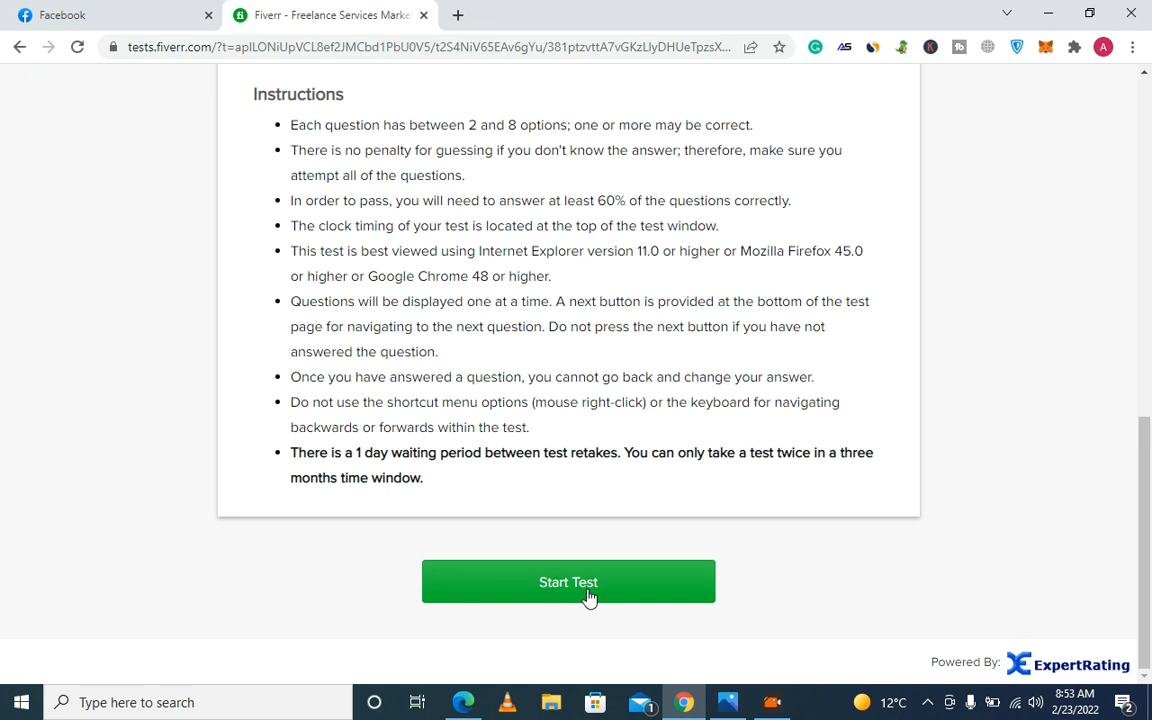 Facebook
Fiverr - Freelance Services Marke
tests.fiverr.com/?t=
Instructions
Each question has between 2 and 8 options; one or more may be correct.
There is no penalty for guessing if you don't know the answer; therefore, make sure you
attempt all of the questions.
In order to pass, you will need to answer at least 60% of the questions correctly.
The clock timing of your test is located at the top of the test window.
This test is best viewed using Internet Explorer version 11.0 or higher or Mozilla Firefox 45.0
or higher or Google Chrome 48 or higher.
Questions will be displayed one at a time. A next button is provided at the bottom of the test
page for navigating to the next question. Do not press the next button if you have not
answered the question.
Once you have answered a question, you cannot go back and change your answer.
Do not use the shortcut menu options (mouse right-click) or the keyboard for navigating
backwards or forwards within the test.
There is a 1 day waiting period between test retakes. You can only take a test twice in a three
months time window.
Start Test
Powered By: ExpertRating
Type here to search
1
12°C
8:53 AM
2/23/2022
2